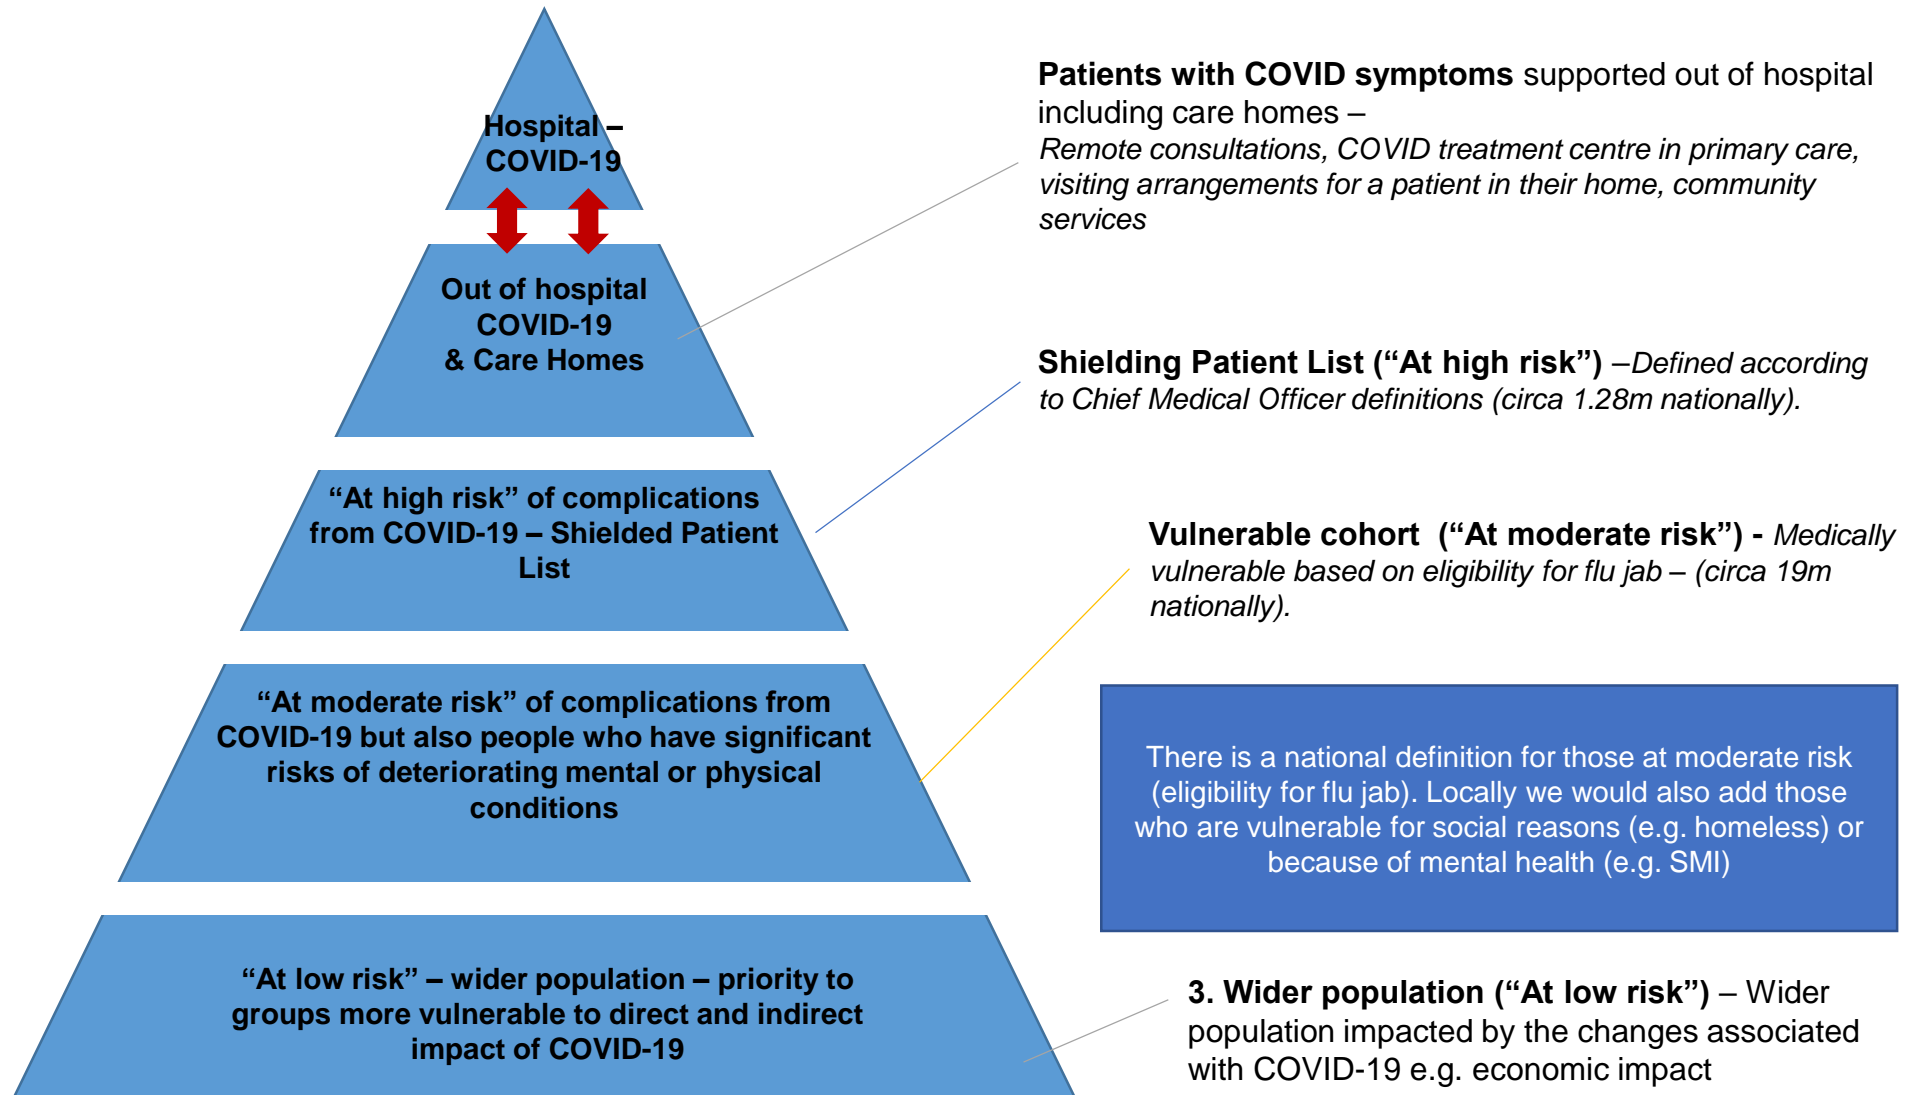 Hospital –
COVID-19
Out of hospital
COVID-19
& Care Homes
“At high risk” of complications
from COVID-19 – Shielded Patient
List
“At moderate risk” of complications from
COVID-19 but also people who have significant
risks of deteriorating mental or physical
conditions
“At low risk” – wider population – priority to
groups more vulnerable to direct and indirect
impact of COVID-19
Patients with COVID symptoms supported out of hospital
including care homes –
Remote consultations, COVID treatment centre in primary care,
visiting arrangements for a patient in their home, community
services
Shielding Patient List (“At high risk”) –Defined according
to Chief Medical Officer definitions (circa 1.28m nationally).
Vulnerable cohort (“At moderate risk”) - Medically
vulnerable based on eligibility for flu jab – (circa 19m
nationally).
There is a national definition for those at moderate risk
(eligibility for flu jab). Locally we would also add those
who are vulnerable for social reasons (e.g. homeless) or
because of mental health (e.g. SMI)
3. Wider population (“At low risk”) – Wider
population impacted by the changes associated
with COVID-19 e.g. economic impact